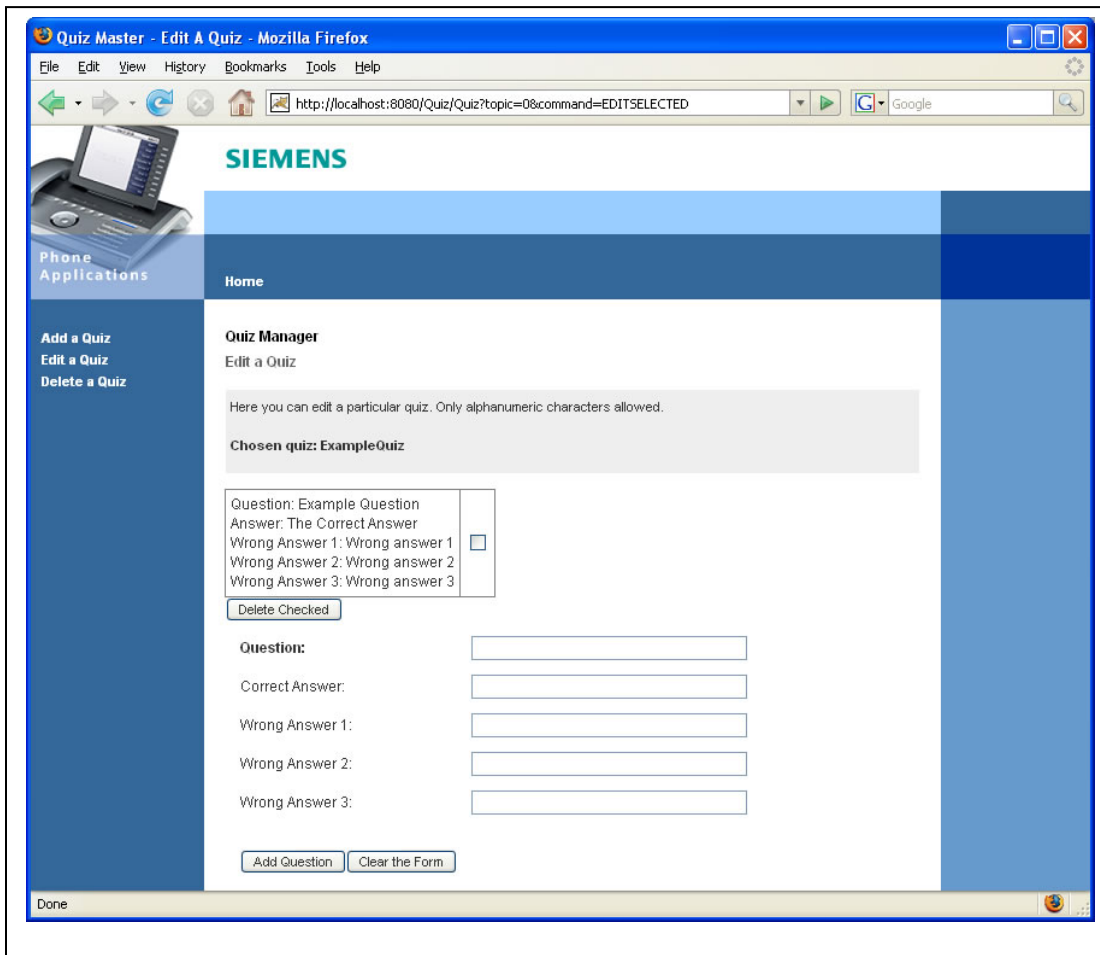 Quiz Master - Edit A Quiz - Mozilla Firefox
File Edit View History Bookmarks Tools Help
http://localhost:8080/Quiz/Quiz?topic=0&command=EDITSELECTED
G Google
SIEMENS
Phone
Applications
Home
Add a Quiz
Edit a Quiz
Delete a Quiz
Quiz Manager
Edit a Quiz
Here you can edit a particular quiz. Only alphanumeric characters allowed.
Chosen quiz: ExampleQuiz
Question: Example Question
Answer: The Correct Answer
Wrong Answer 1: Wrong answer 1
Wrong Answer 2: Wrong answer 2
Wrong Answer 3: Wrong answer 3
Delete Checked
Question:
Correct Answer:
Wrong Answer 1:
Wrong Answer 2:
Wrong Answer 3:
Add Question Clear the Form
Done